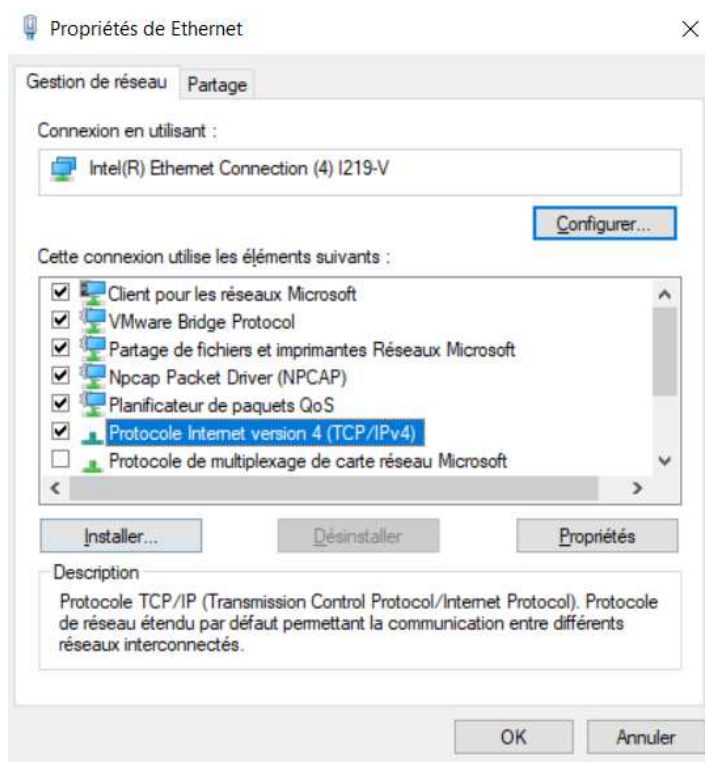 Propriétés de Ethernet
Gestion de réseau
Partage
Connexion en utilisant :
Intel(R) Ethernet Connection (4) I219-V
Configurer...
Cette connexion utilise les éléments suivants :
Client pour les réseaux Microsoft
VMware Bridge Protocol
Partage de fichiers et imprimantes Réseaux Microsoft
Npcap Packet Driver (NPCAP)
Planificateur de paquets QoS
Protocole Internet version 4 (TCP/IPv4)
Protocole de multiplexage de carte réseau Microsoft
Installer...
Désinstaller
Propriétés
Description
Protocole TCP/IP (Transmission Control Protocol/Internet Protocol). Protocole
de réseau étendu par défaut permettant la communication entre différents
réseaux interconnectés.
OK
Annuler